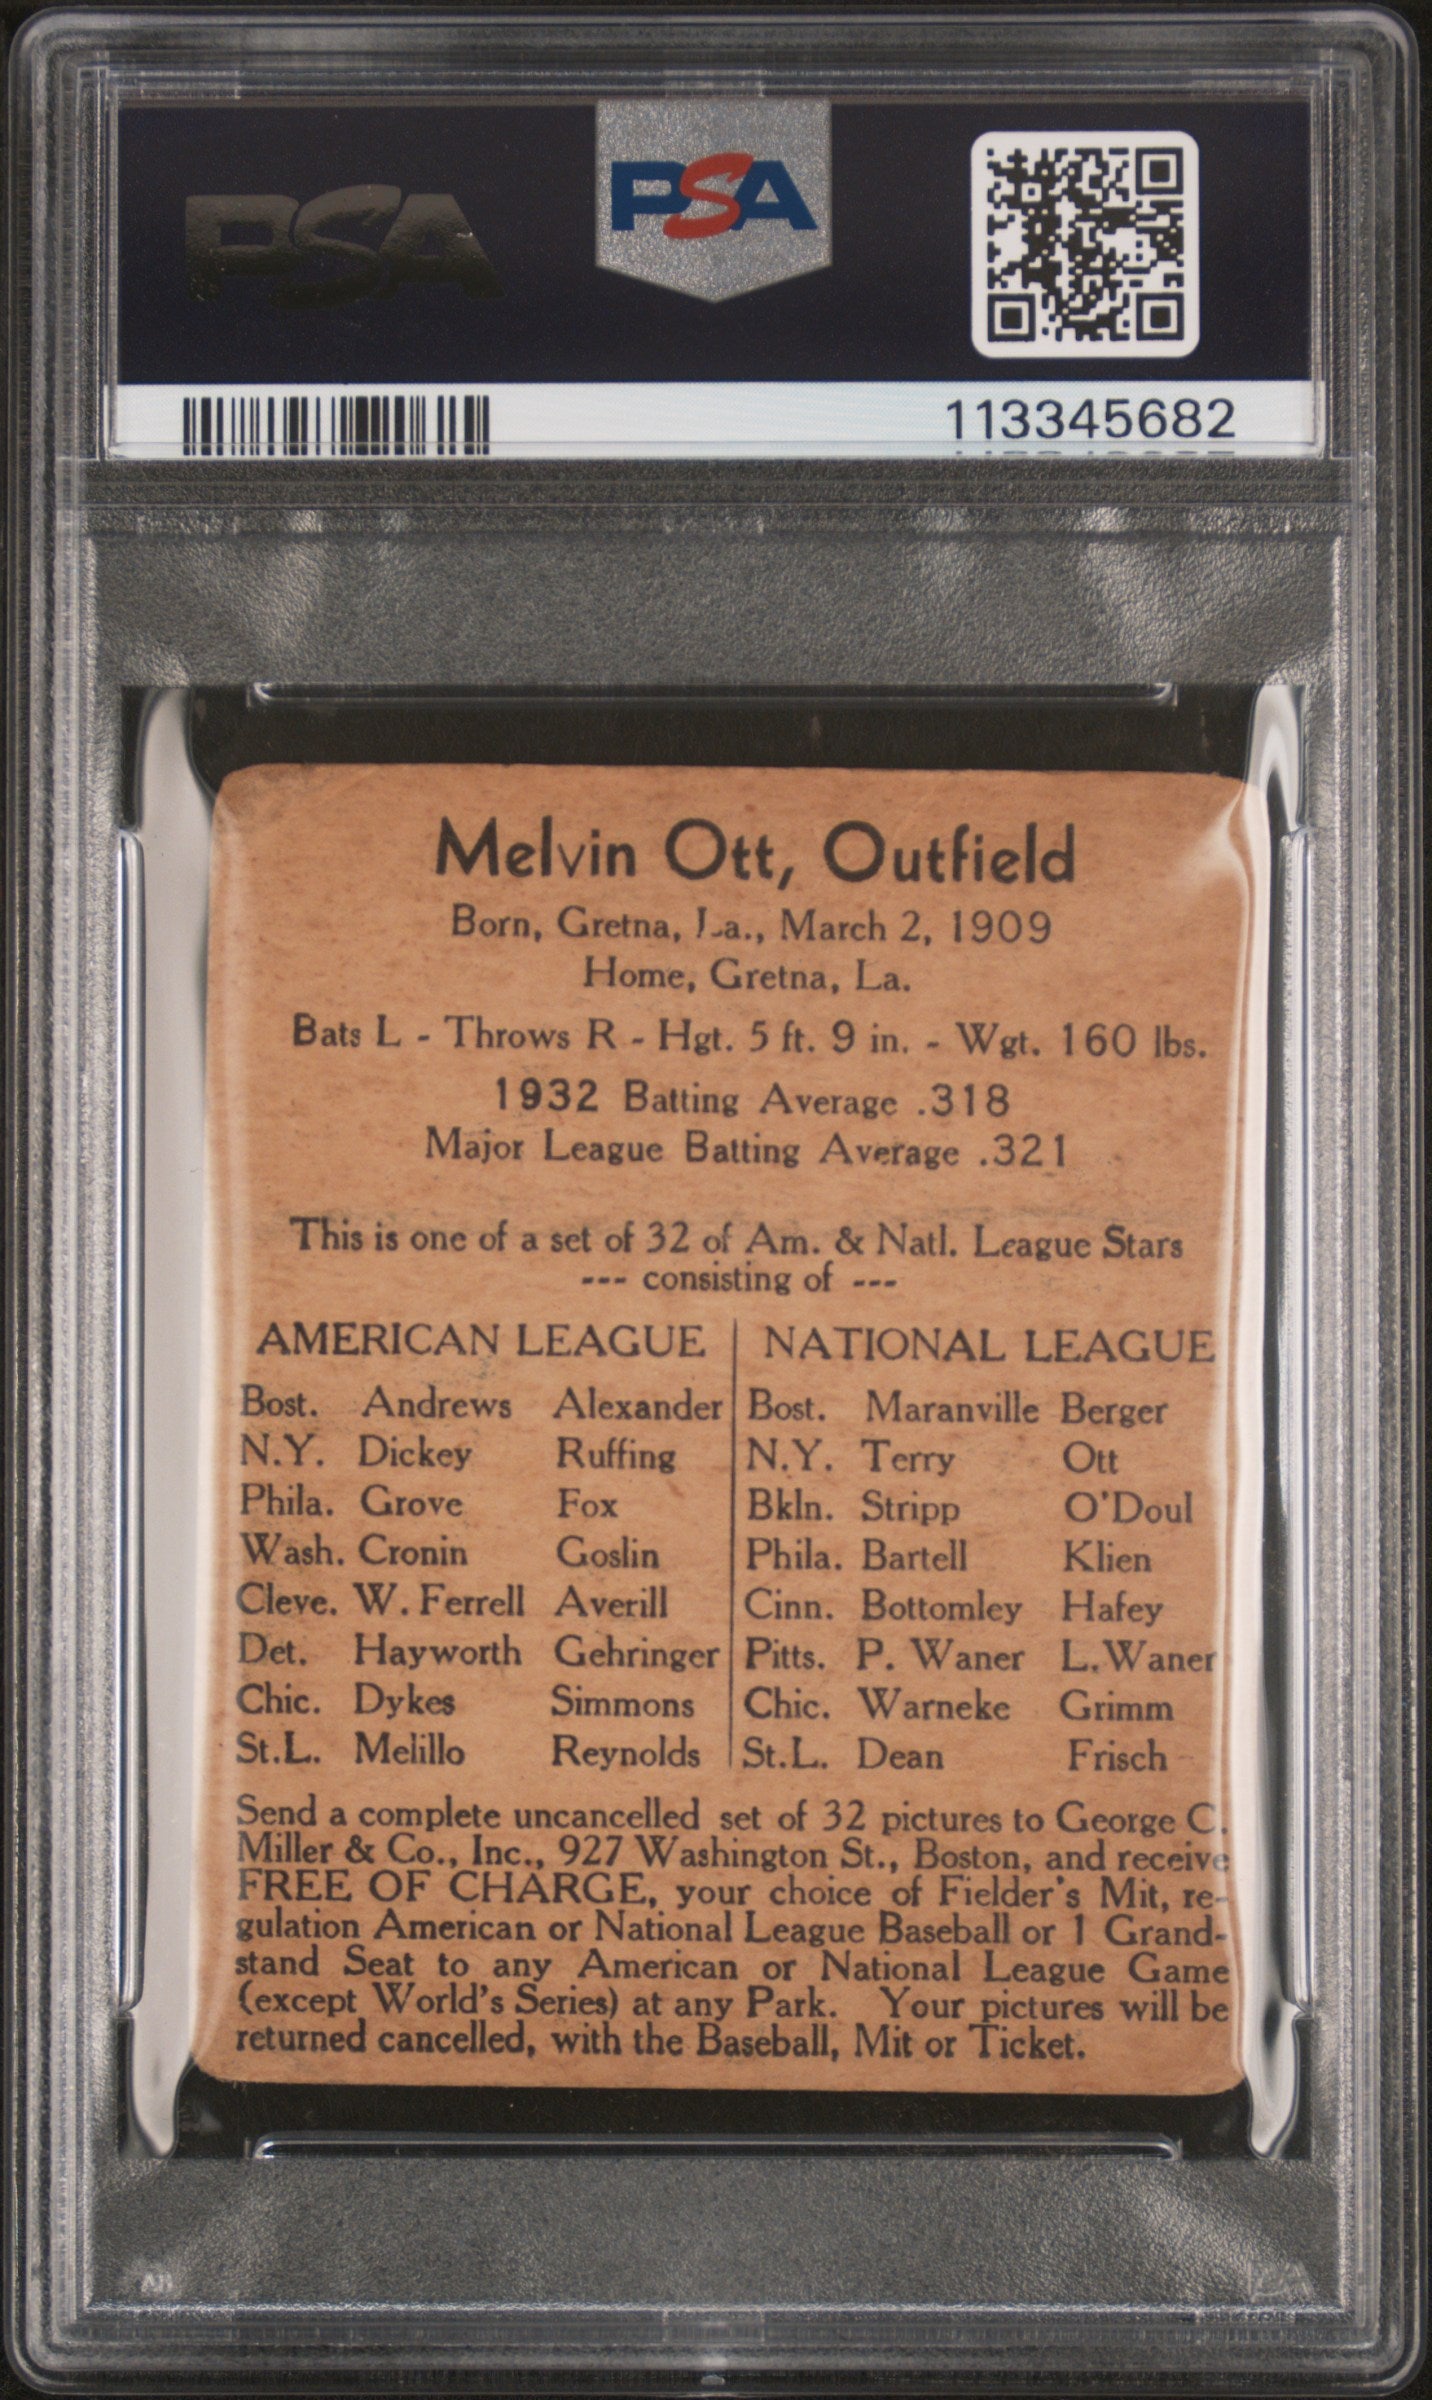 PSA
PSA
113345682
Melvin Ott, Outfield
Born, Gretna, La., March 2, 1909
Home, Gretna, La.
Bats L - Throws R - Hgt. 5 ft. 9 in. - Wgt. 160 lbs.
1932 Batting Average .318
Major League Batting Average .321
This is one of a set of 32 of Am. & Natl. League Stars
--- consisting of ---
AMERICAN LEAGUE NATIONAL LEAGUE
Bost. Andrews Alexander Bost. Maranville Berger
N.Y. Dickey Ruffing N.Y. Terry Ott
Phila. Grove Fox Bkln. Stripp O'Doul
Wash. Cronin Goslin Phila. Bartell Klien
Cleve. W. Ferrell Averill Cinn. Bottomley Hafey
Det. Hayworth Gehringer Pitts. P. Waner L. Waner
Chic. Dykes Simmons Chic. Warneke Grimm
St.L. Melillo Reynolds St.L. Dean Frisch
Send a complete uncancelled set of 32 pictures to George C.
Miller & Co., Inc., 927 Washington St., Boston, and receive
FREE OF CHARGE, your choice of Fielder's Mit, re-
gulation American or National League Baseball or 1 Grand-
stand Seat to any American or National League Game
(except World's Series) at any Park. Your pictures will be
returned cancelled, with the Baseball, Mit or Ticket.